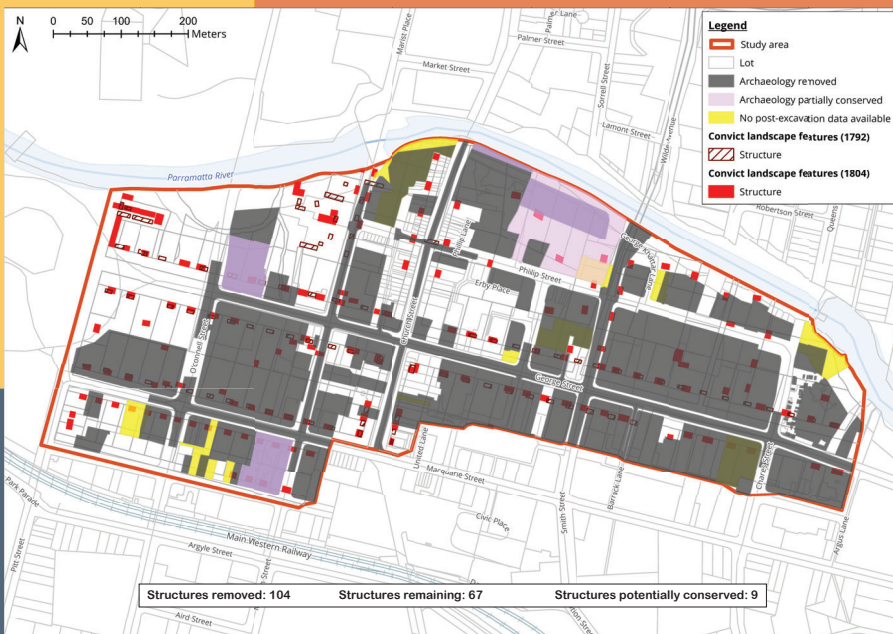 N
0 50 100 200
Meters
Marist Place
Palmer Lane
Palmer Street
Market Street
Sorrell Street
Lamont Street
Wilde Avenue
Robertson Street
Queens
Parramatta River
Legend
Study area
Lot
Archaeology removed
Archaeology partially conserved
No post-excavation data available
Convict landscape features (1792)
Structure
Convict landscape features (1804)
Structure
Phillip Lane
George Khattar Lane
Phillip Street
Erby Place
Church Street
O'connell Street
George Street
United Lane
Macquarie Street
Barrack Lane
Charles Street
Smith Street
Civic Place
Argus Lane
Park Parade
Pitt Street
Main Western Railway
Argyle Street
Aird Street
Structures removed: 104 Structures remaining: 67 Structures potentially conserved: 9